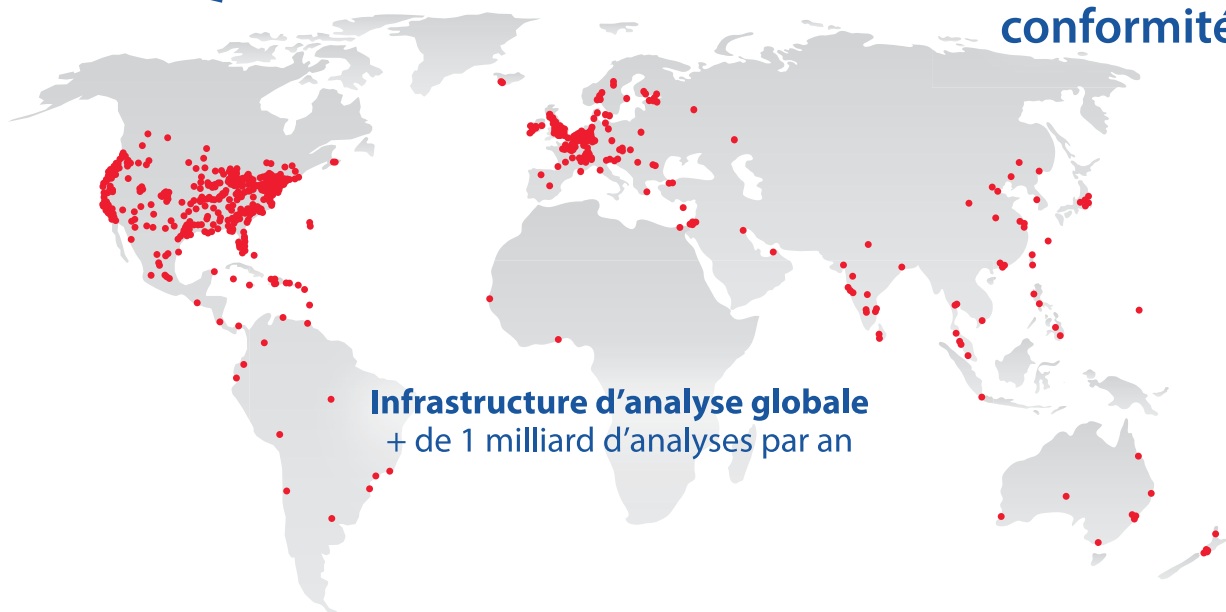 conformité
Infrastructure d’analyse globale
+ de 1 milliard d’analyses par an